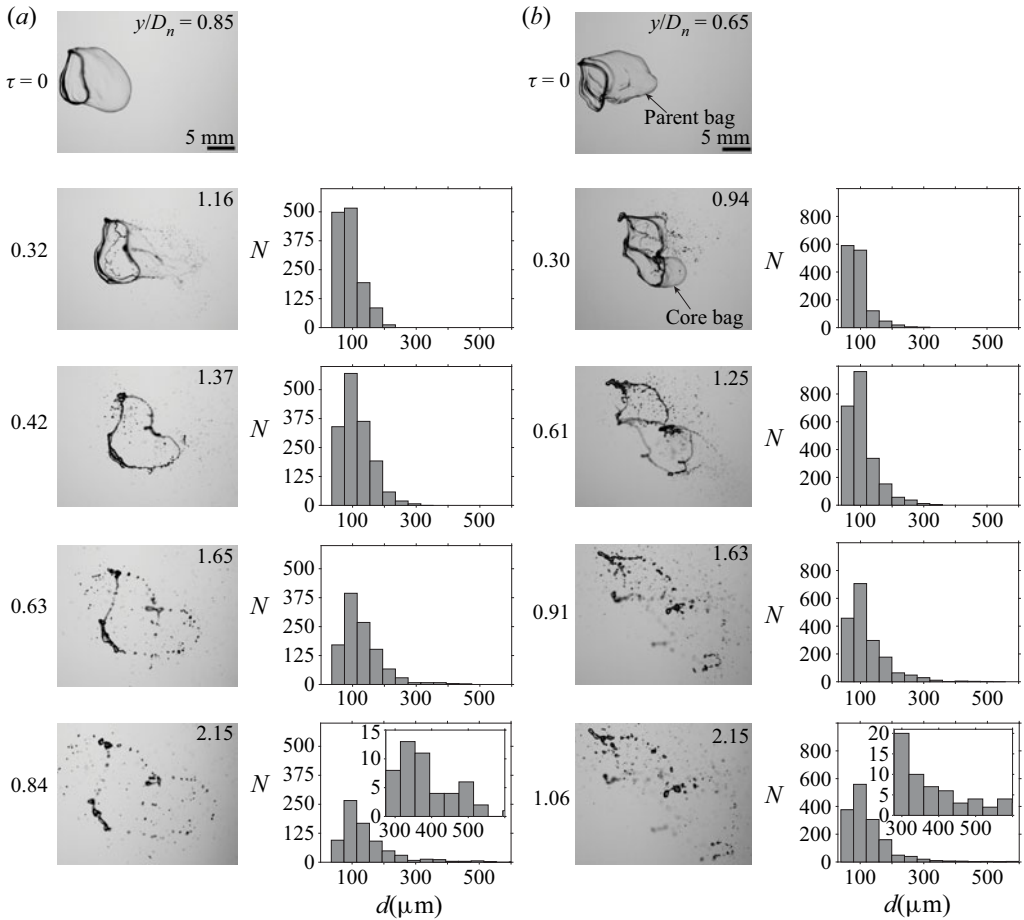 (a)
y/Dₙ = 0.85
τ = 0
5 mm
1.16
0.32
N
500
375
250
125
0
100 300 500
1.37
0.42
N
500
375
250
125
0
100 300 500
1.65
0.63
N
500
375
250
125
0
100 300 500
2.15
0.84
N
500
375
250
125
0
15
10
5
0
300 400 500
100 300 500
d(μm)
(b)
y/Dₙ = 0.65
τ = 0
Parent bag
5 mm
0.94
0.30
Core bag
N
800
600
400
200
0
100 300 500
1.25
0.61
N
800
600
400
200
0
100 300 500
1.63
0.91
N
800
600
400
200
0
100 300 500
2.15
1.06
N
800
600
400
200
0
20
15
10
5
0
300 400 500
100 300 500
d(μm)